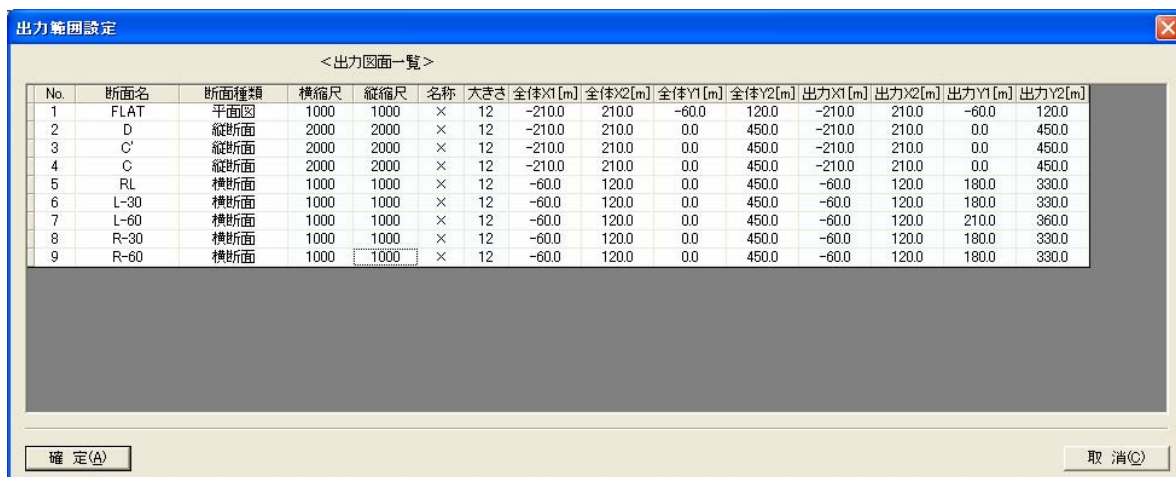 出力範囲設定
<出力図面一覧>
No. 断面名 断面種類 横縮尺 縦縮尺 名称 大きさ 全体X1[m] 全体X2[m] 全体Y1[m] 全体Y2[m] 出力X1[m] 出力X2[m] 出力Y1[m] 出力Y2[m]
1 FLAT 平面図 1000 1000 × 12 -210.0 210.0 -60.0 120.0 -210.0 210.0 -60.0 120.0
2 D 縦断面 2000 2000 × 12 -210.0 210.0 0.0 450.0 -210.0 210.0 0.0 450.0
3 C' 縦断面 2000 2000 × 12 -210.0 210.0 0.0 450.0 -210.0 210.0 0.0 450.0
4 C 縦断面 2000 2000 × 12 -210.0 210.0 0.0 450.0 -210.0 210.0 0.0 450.0
5 RL 横断面 1000 1000 × 12 -60.0 120.0 0.0 450.0 -60.0 120.0 180.0 330.0
6 L-30 横断面 1000 1000 × 12 -60.0 120.0 0.0 450.0 -60.0 120.0 180.0 330.0
7 L-60 横断面 1000 1000 × 12 -60.0 120.0 0.0 450.0 -60.0 120.0 210.0 360.0
8 R-30 横断面 1000 1000 × 12 -60.0 120.0 0.0 450.0 -60.0 120.0 180.0 330.0
9 R-60 横断面 1000 1000 × 12 -60.0 120.0 0.0 450.0 -60.0 120.0 180.0 330.0
確 定(A) 取 消(C)